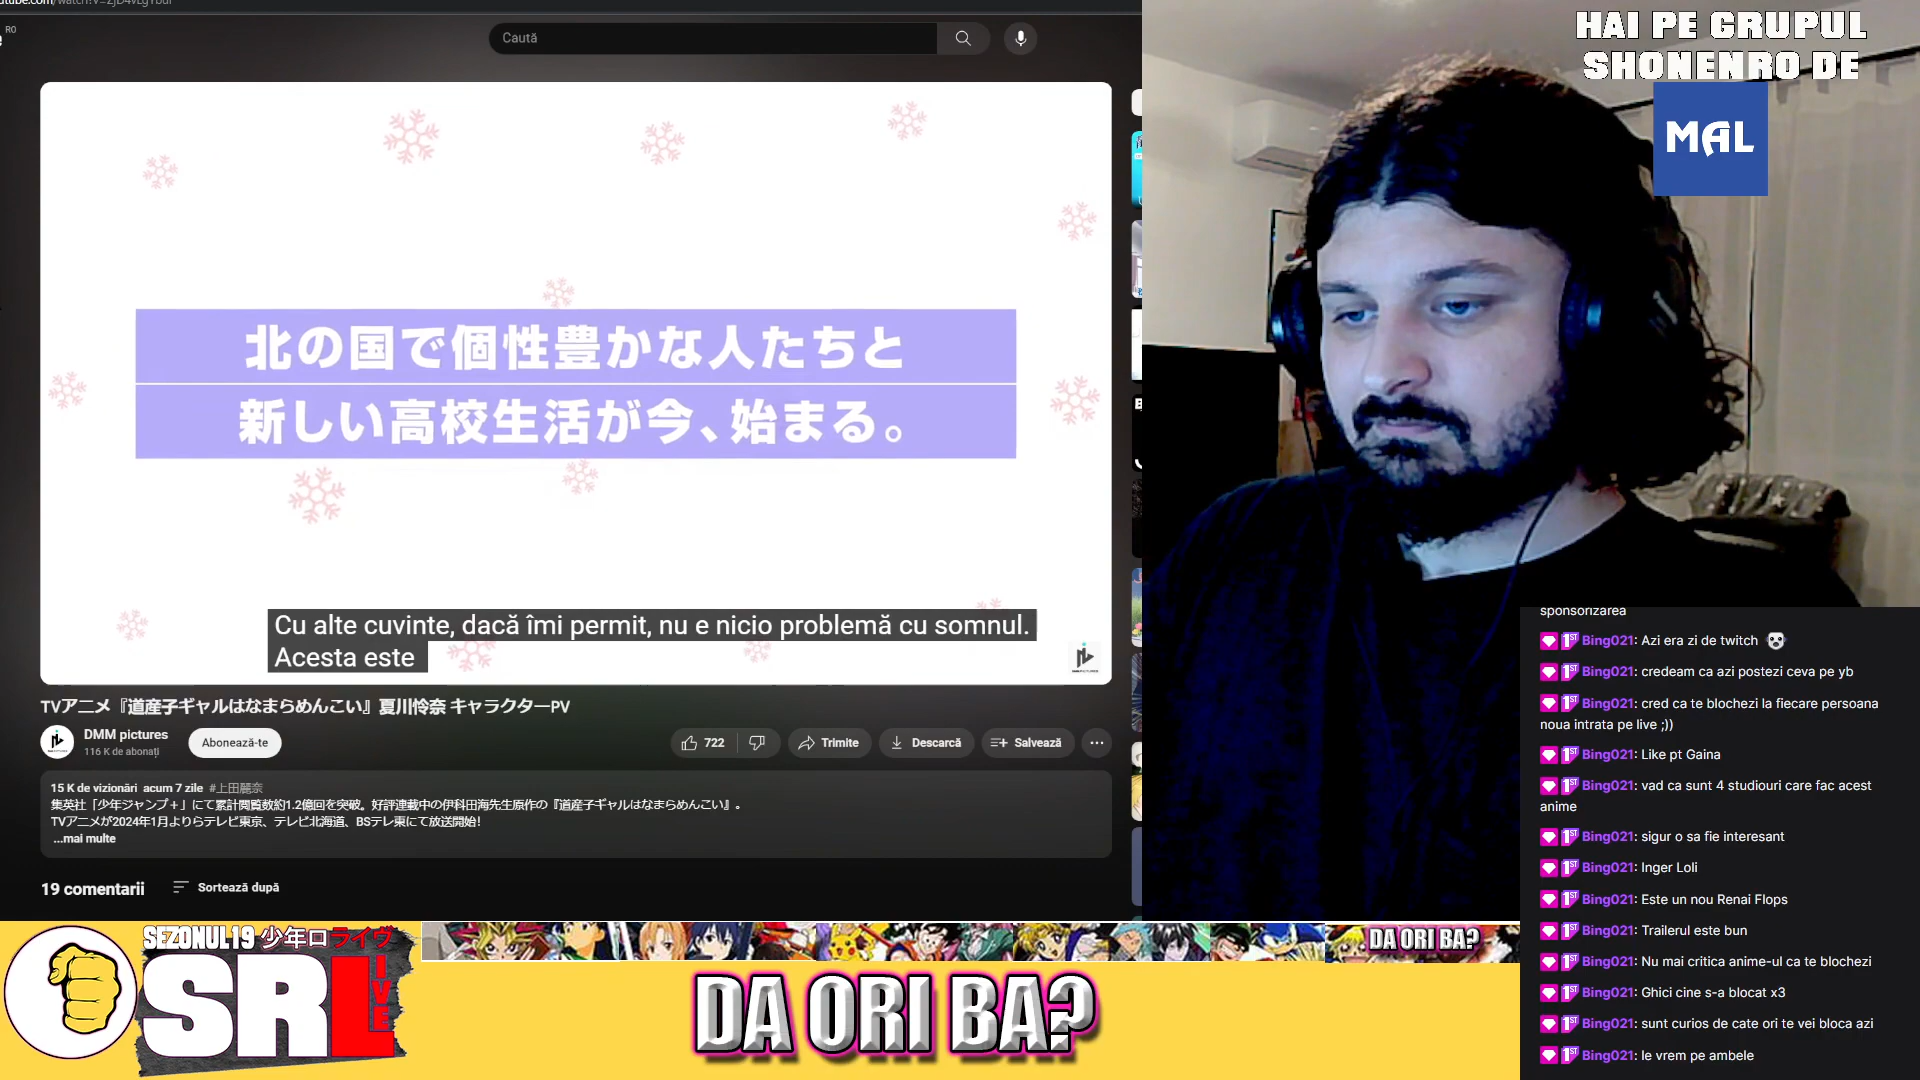 RO
Caută
HAI PE GRUPUL
SHONENRO DE
MAL
北の国で個性豊かな人たちと
新しい高校生活が今、始まる。
Cu alte cuvinte, dacă îmi permit, nu e nicio problemă cu somnul.
Acesta este
TVアニメ『道産子ギャルはなまらめんこい』夏川怜奈 キャラクターPV
DMM pictures
116 K de abonați
Abonează-te
722
Trimite
Descarcă
Salvează
15 K de vizionări acum 7 zile #上田麗奈
集英社「少年ジャンプ＋」にて累計閲覧数約1.2億回を突破。好評連載中の伊科田海先生原作の『道産子ギャルはなまらめんこい』。
TVアニメが2024年1月よりらテレビ東京、テレビ北海道、BSテレ東にて放送開始!
...mai multe
19 comentarii
Sortează după
sponsorizarea
Bing021: Azi era zi de twitch
Bing021: credeam ca azi postezi ceva pe yb
Bing021: cred ca te blochezi la fiecare persoana
noua intrata pe live ;))
Bing021: Like pt Gaina
Bing021: vad ca sunt 4 studiouri care fac acest
anime
Bing021: sigur o sa fie interesant
Bing021: Inger Loli
Bing021: Este un nou Renai Flops
Bing021: Trailerul este bun
Bing021: Nu mai critica anime-ul ca te blochezi
Bing021: Ghici cine s-a blocat x3
Bing021: sunt curios de cate ori te vei bloca azi
Bing021: le vrem pe ambele
SEZONUL19 少年ロライヴ
SRL
LIVE
DA ORI BA?
DA ORI BA?